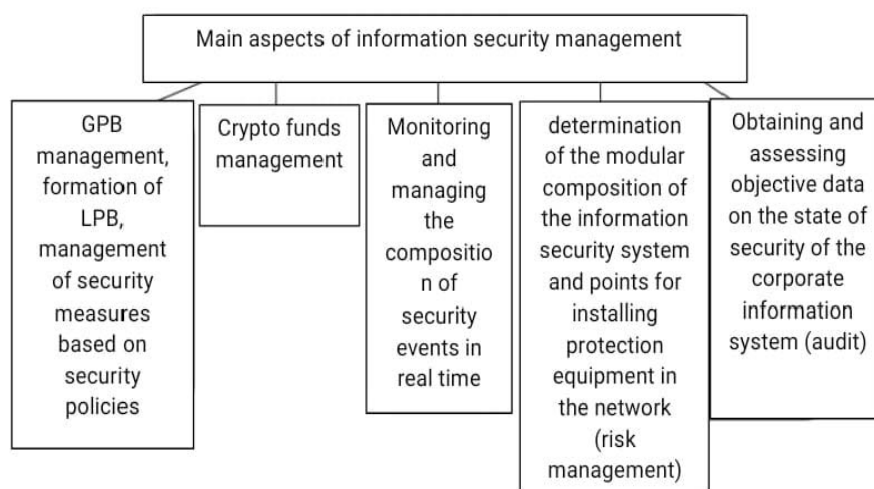 Main aspects of information security management
GPB
management,
formation of
LPB,
management
of security
measures
based on
security
policies
Crypto funds
management
Monitoring
and
managing
the
compositio
n of
security
events in
real time
determination
of the modular
composition of
the information
security system
and points for
installing
protection
equipment in
the network
(risk
management)
Obtaining and
assessing
objective data
on the state of
security of the
corporate
information
system (audit)